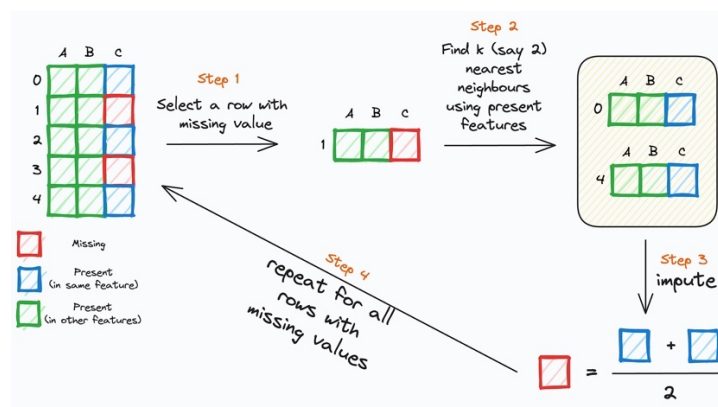 A B C
0
1
2
3
4
Step 1
Select a row with
missing value
A B C
1
Step 2
Find k (say 2)
nearest
neighbours
using present
features
A B C
0
A B C
4
Missing
Present
(in same feature)
Present
(in other features)
Step 3
impute
Step 4
repeat for all
rows with
missing values
= + 
2